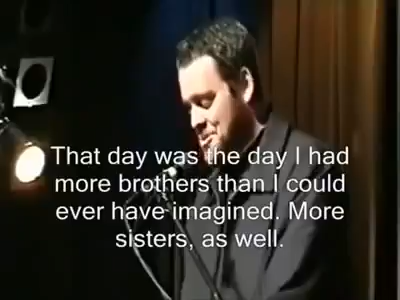 That day was the day I had
more brothers than I could
ever have imagined. More
sisters, as well.